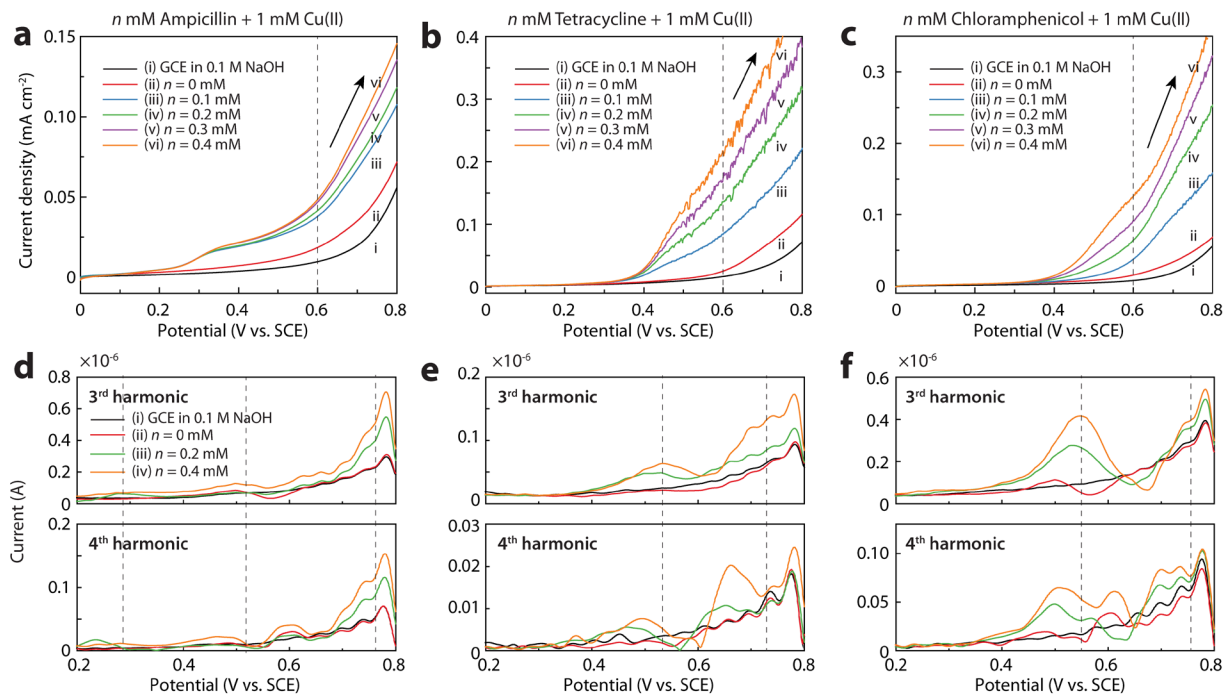 n mM Ampicillin + 1 mM Cu(II)
n mM Tetracycline + 1 mM Cu(II)
n mM Chloramphenicol + 1 mM Cu(II)
a
b
c
Current density (mA cm⁻²)
0.15
0.10
0.05
0
(i) GCE in 0.1 M NaOH
(ii) n = 0 mM
(iii) n = 0.1 mM
(iv) n = 0.2 mM
(v) n = 0.3 mM
(vi) n = 0.4 mM
vi
v
iv
iii
ii
i
0 0.2 0.4 0.6 0.8
Potential (V vs. SCE)
0.4
0.3
0.2
0.1
0
(i) GCE in 0.1 M NaOH
(ii) n = 0 mM
(iii) n = 0.1 mM
(iv) n = 0.2 mM
(v) n = 0.3 mM
(vi) n = 0.4 mM
vi
v
iv
iii
ii
i
0 0.2 0.4 0.6 0.8
Potential (V vs. SCE)
0.3
0.2
0.1
0
(i) GCE in 0.1 M NaOH
(ii) n = 0 mM
(iii) n = 0.1 mM
(iv) n = 0.2 mM
(v) n = 0.3 mM
(vi) n = 0.4 mM
vi
v
iv
iii
ii
i
0 0.2 0.4 0.6 0.8
Potential (V vs. SCE)
d
e
f
Current (A)
×10⁻⁶
0.8
0.6
0.4
0.2
0
3rd harmonic
(i) GCE in 0.1 M NaOH
(ii) n = 0 mM
(iii) n = 0.2 mM
(iv) n = 0.4 mM
×10⁻⁶
0.2
0.1
0
3rd harmonic
×10⁻⁶
0.6
0.4
0.2
0
3rd harmonic
0.2
0.1
0
4th harmonic
0.2 0.4 0.6 0.8
Potential (V vs. SCE)
0.03
0.02
0.01
0
4th harmonic
0.2 0.4 0.6 0.8
Potential (V vs. SCE)
0.10
0.05
0
4th harmonic
0.2 0.4 0.6 0.8
Potential (V vs. SCE)